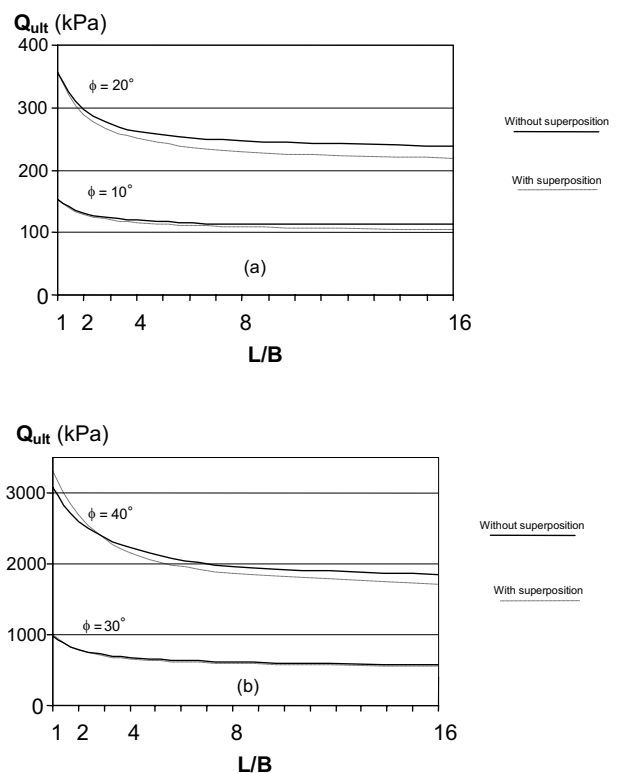 Qult (kPa)
400
300
200
100
0
ϕ = 20°
ϕ = 10°
(a)
1 2 4 8 16
L/B
Without superposition
With superposition
Qult (kPa)
3000
2000
1000
0
ϕ = 40°
ϕ = 30°
(b)
1 2 4 8 16
L/B
Without superposition
With superposition